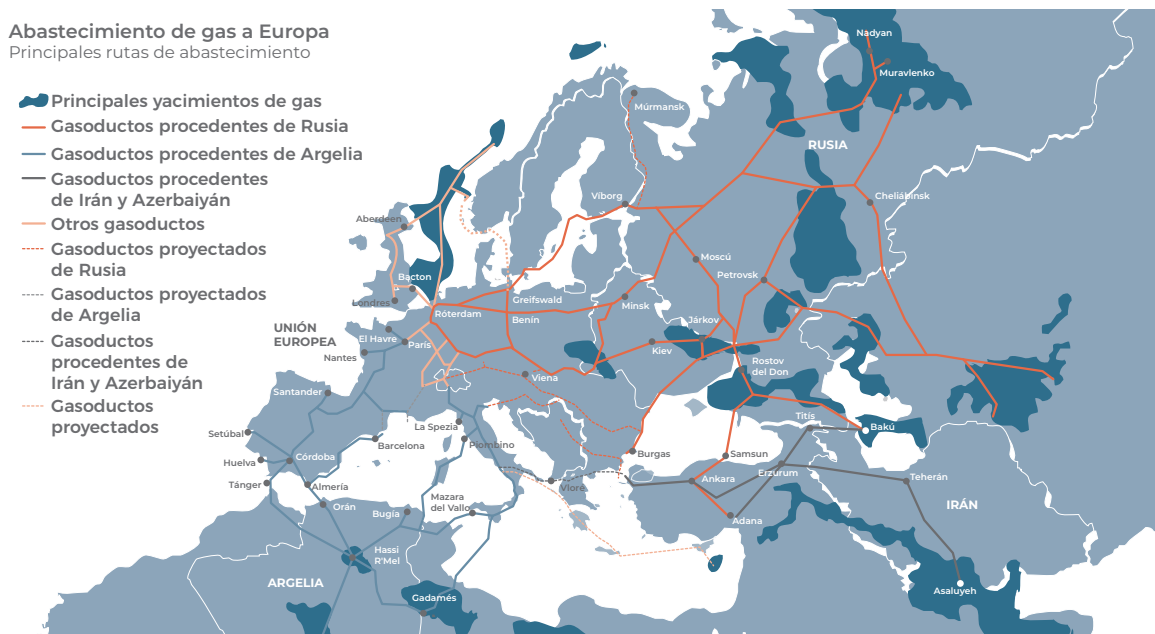 Abastecimiento de gas a Europa
Principales rutas de abastecimiento
Principales yacimientos de gas
Gasoductos procedentes de Rusia
Gasoductos procedentes de Argelia
Gasoductos procedentes
de Irán y Azerbaiyán
Otros gasoductos
Gasoductos proyectados
de Rusia
Gasoductos proyectados
de Argelia
Gasoductos
procedentes de
Irán y Azerbaiyán
Gasoductos
proyectados
Nadyan
Muravlenko
Múrmansk
RUSIA
Víborg
Cheliábinsk
Aberdeen
Moscú
Bacton
Petrovsk
Londres
Greifswald
Minsk
Róterdam
Benín
Járkov
UNIÓN
EUROPEA
El Havre
París
Kiev
Nantes
Rostov
del Don
Viena
Santander
Titís
Bakú
La Spezia
Setúbal
Piombino
Barcelona
Burgas
Samsun
Córdoba
Huelva
Erzurum
Teherán
Tánger
Almería
Vloré
Ankara
Mazara
del Vallo
Orán
Bugía
IRÁN
Adana
Hassi
R'Mel
ARGELIA
Gadamés
Asaluyeh